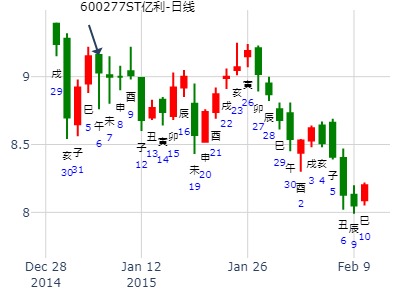 600277ST亿利-日线
9
8.5
8
戌
29
亥
30
子
31
巳
5
午
6
未
7
申
8
酉
9
子
12
丑
13
寅
14
卯
15
辰
16
未
19
申
20
酉
21
戌
22
亥
23
寅
26
卯
27
辰
28
巳
29
午
30
酉
2
戌
3
亥
4
子
5
丑
6
辰
9
巳
10
Dec 28
2014
Jan 12
2015
Jan 26
Feb 9